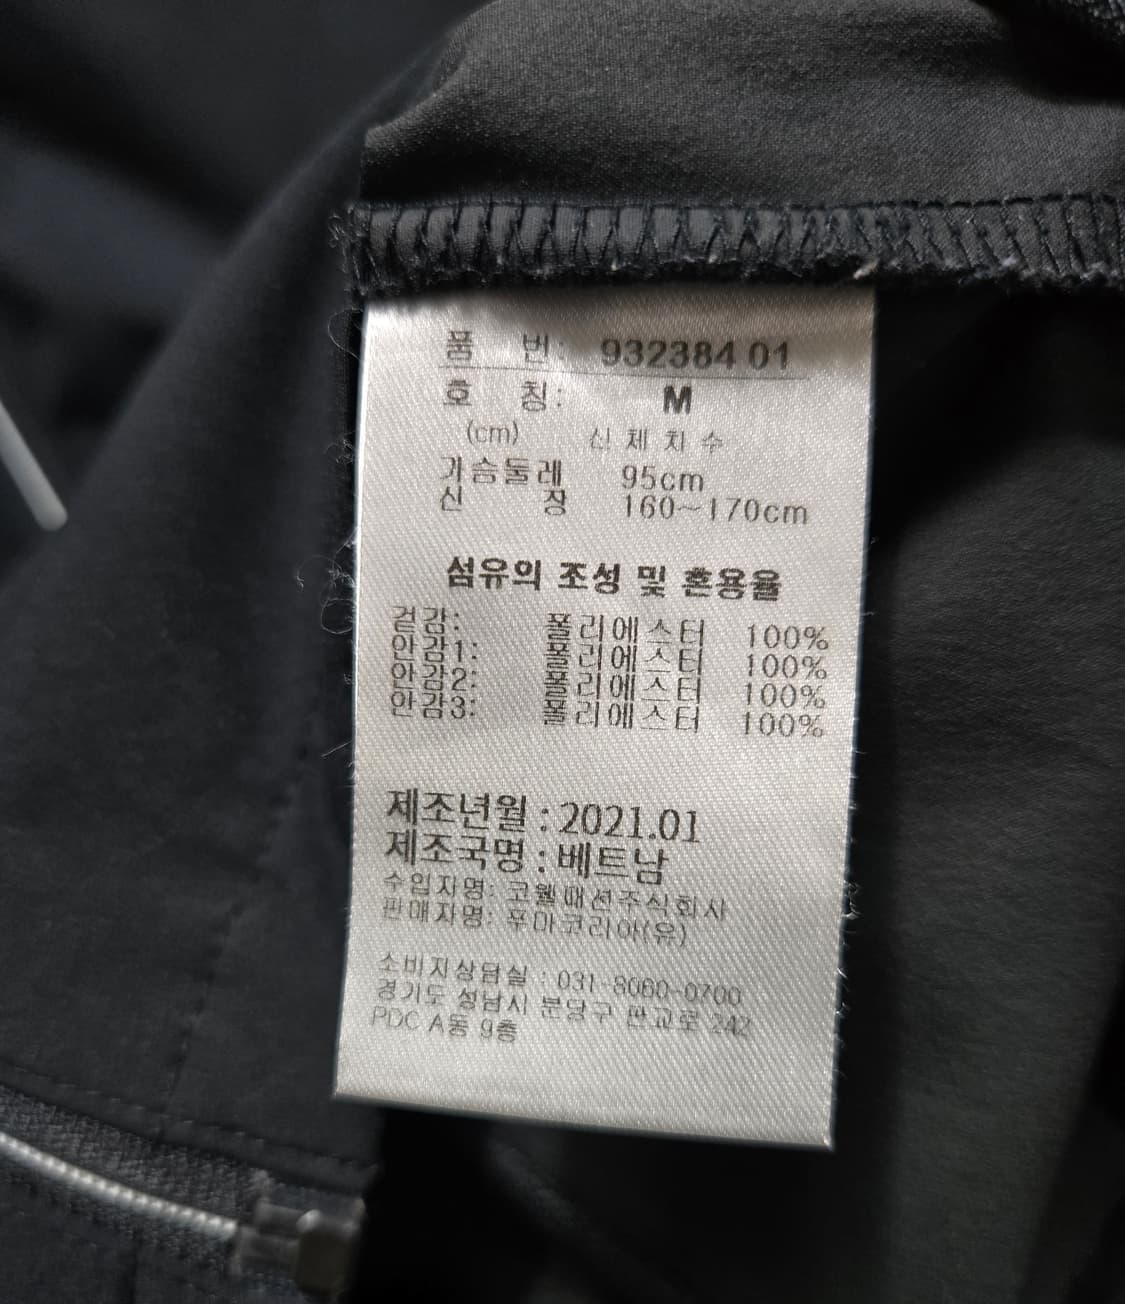 품 번: 932384 01
호 칭: M
(cm) 신 체 치 수
가슴둘레 95cm
신 장 160~170cm
섬유의 조성 및 혼용율
겉감: 폴리에스터 100%
안감1: 폴리에스터 100%
안감2: 폴리에스터 100%
안감3: 폴리에스터 100%
제조년월 : 2021.01
제조국명 : 베트남
수입자명: 코웰패션주식회사
판매자명: 푸마코리아(유)
소비자상담실 : 031-8060-0700
경기도 성남시 분당구 판교로 242
PDC A동 9층